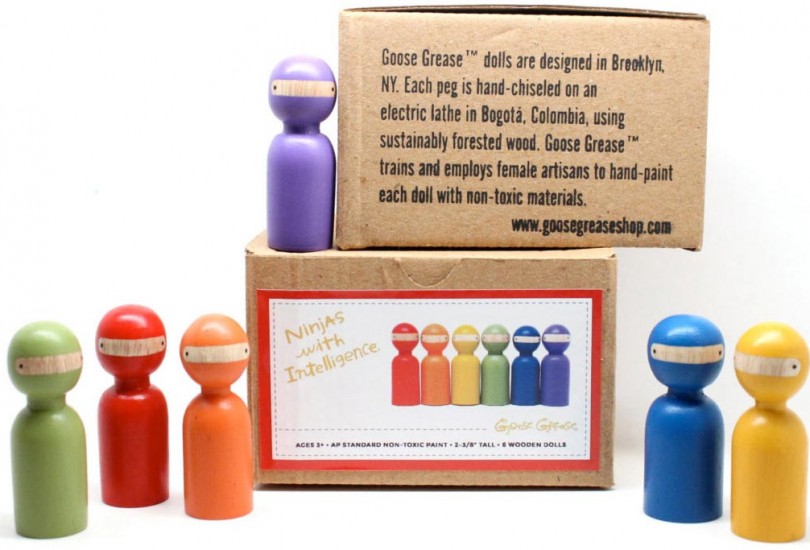 Goose Grease™ dolls are designed in Brooklyn,
NY. Each peg is hand-chiseled on an
electric lathe in Bogotá, Colombia, using
sustainably forested wood. Goose Grease™
trains and employs female artisans to hand-paint
each doll with non-toxic materials.
www.goosegreaseshop.com
Ninjas
with
Intelligence.
Goose Grease
AGES 3+ • AP STANDARD NON-TOXIC PAINT • 2-3/8" TALL • 6 WOODEN DOLLS